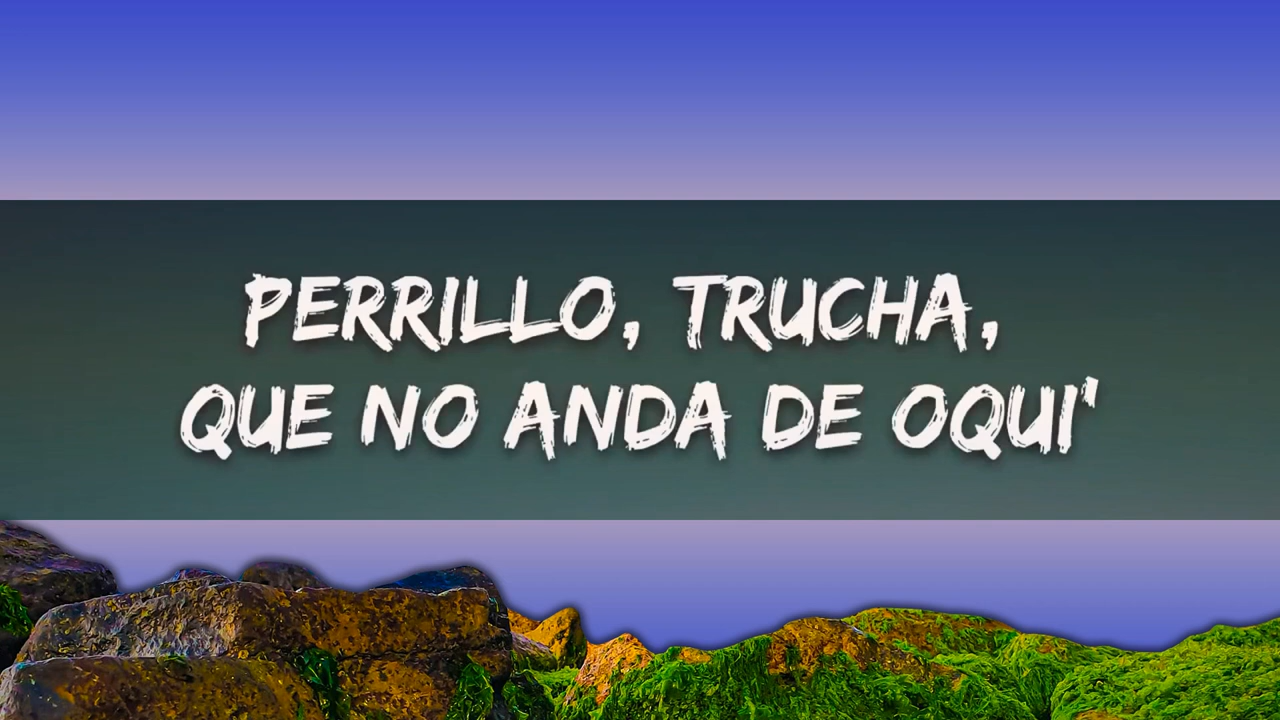 PERRILLO, TRUCHA,
QUE NO ANDA DE OQUI'